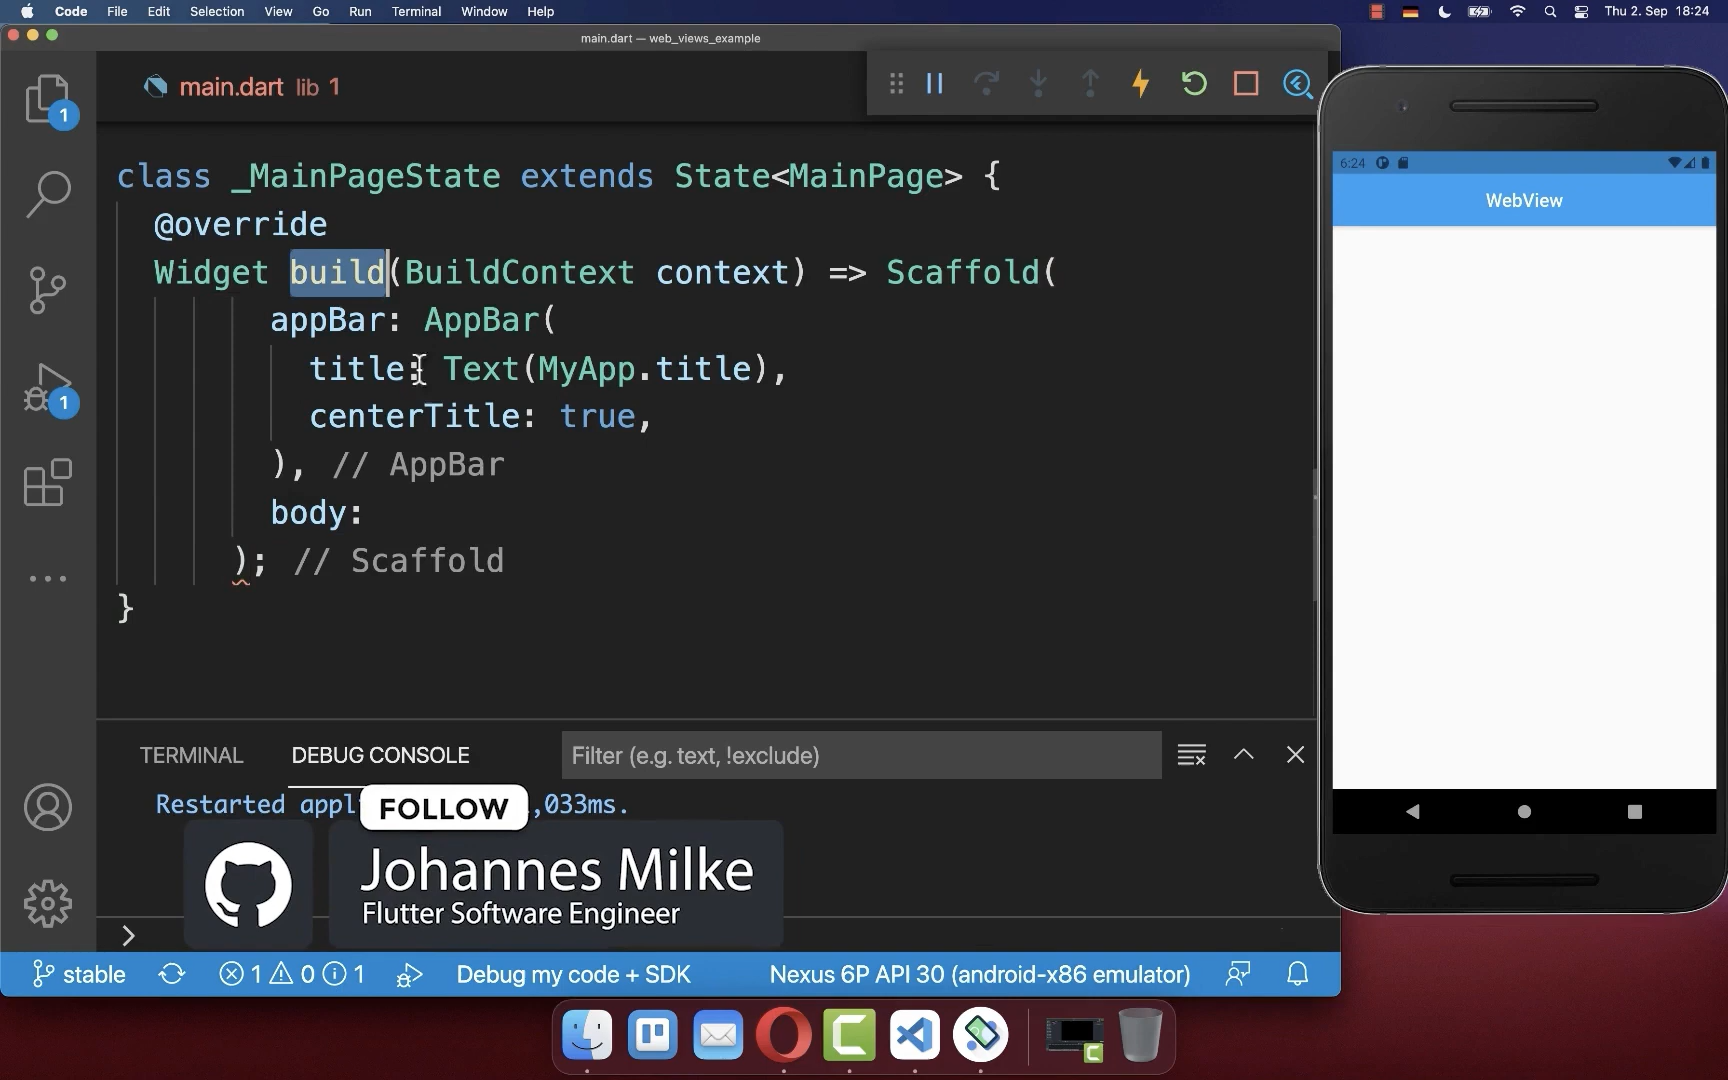 Code File Edit Selection View Go Run Terminal Window Help Thu 2. Sep 18:24
main.dart — web_views_example
main.dart lib 1
1
class _MainPageState extends State<MainPage> {
@override
Widget build(BuildContext context) => Scaffold(
appBar: AppBar(
title: Text(MyApp.title),
centerTitle: true,
), // AppBar
body:
); // Scaffold
}
1
TERMINAL DEBUG CONSOLE Filter (e.g. text, !exclude)
Restarted appl ,033ms.
FOLLOW
Johannes Milke
Flutter Software Engineer
stable 1 0 1 Debug my code + SDK Nexus 6P API 30 (android-x86 emulator)
6:24
WebView